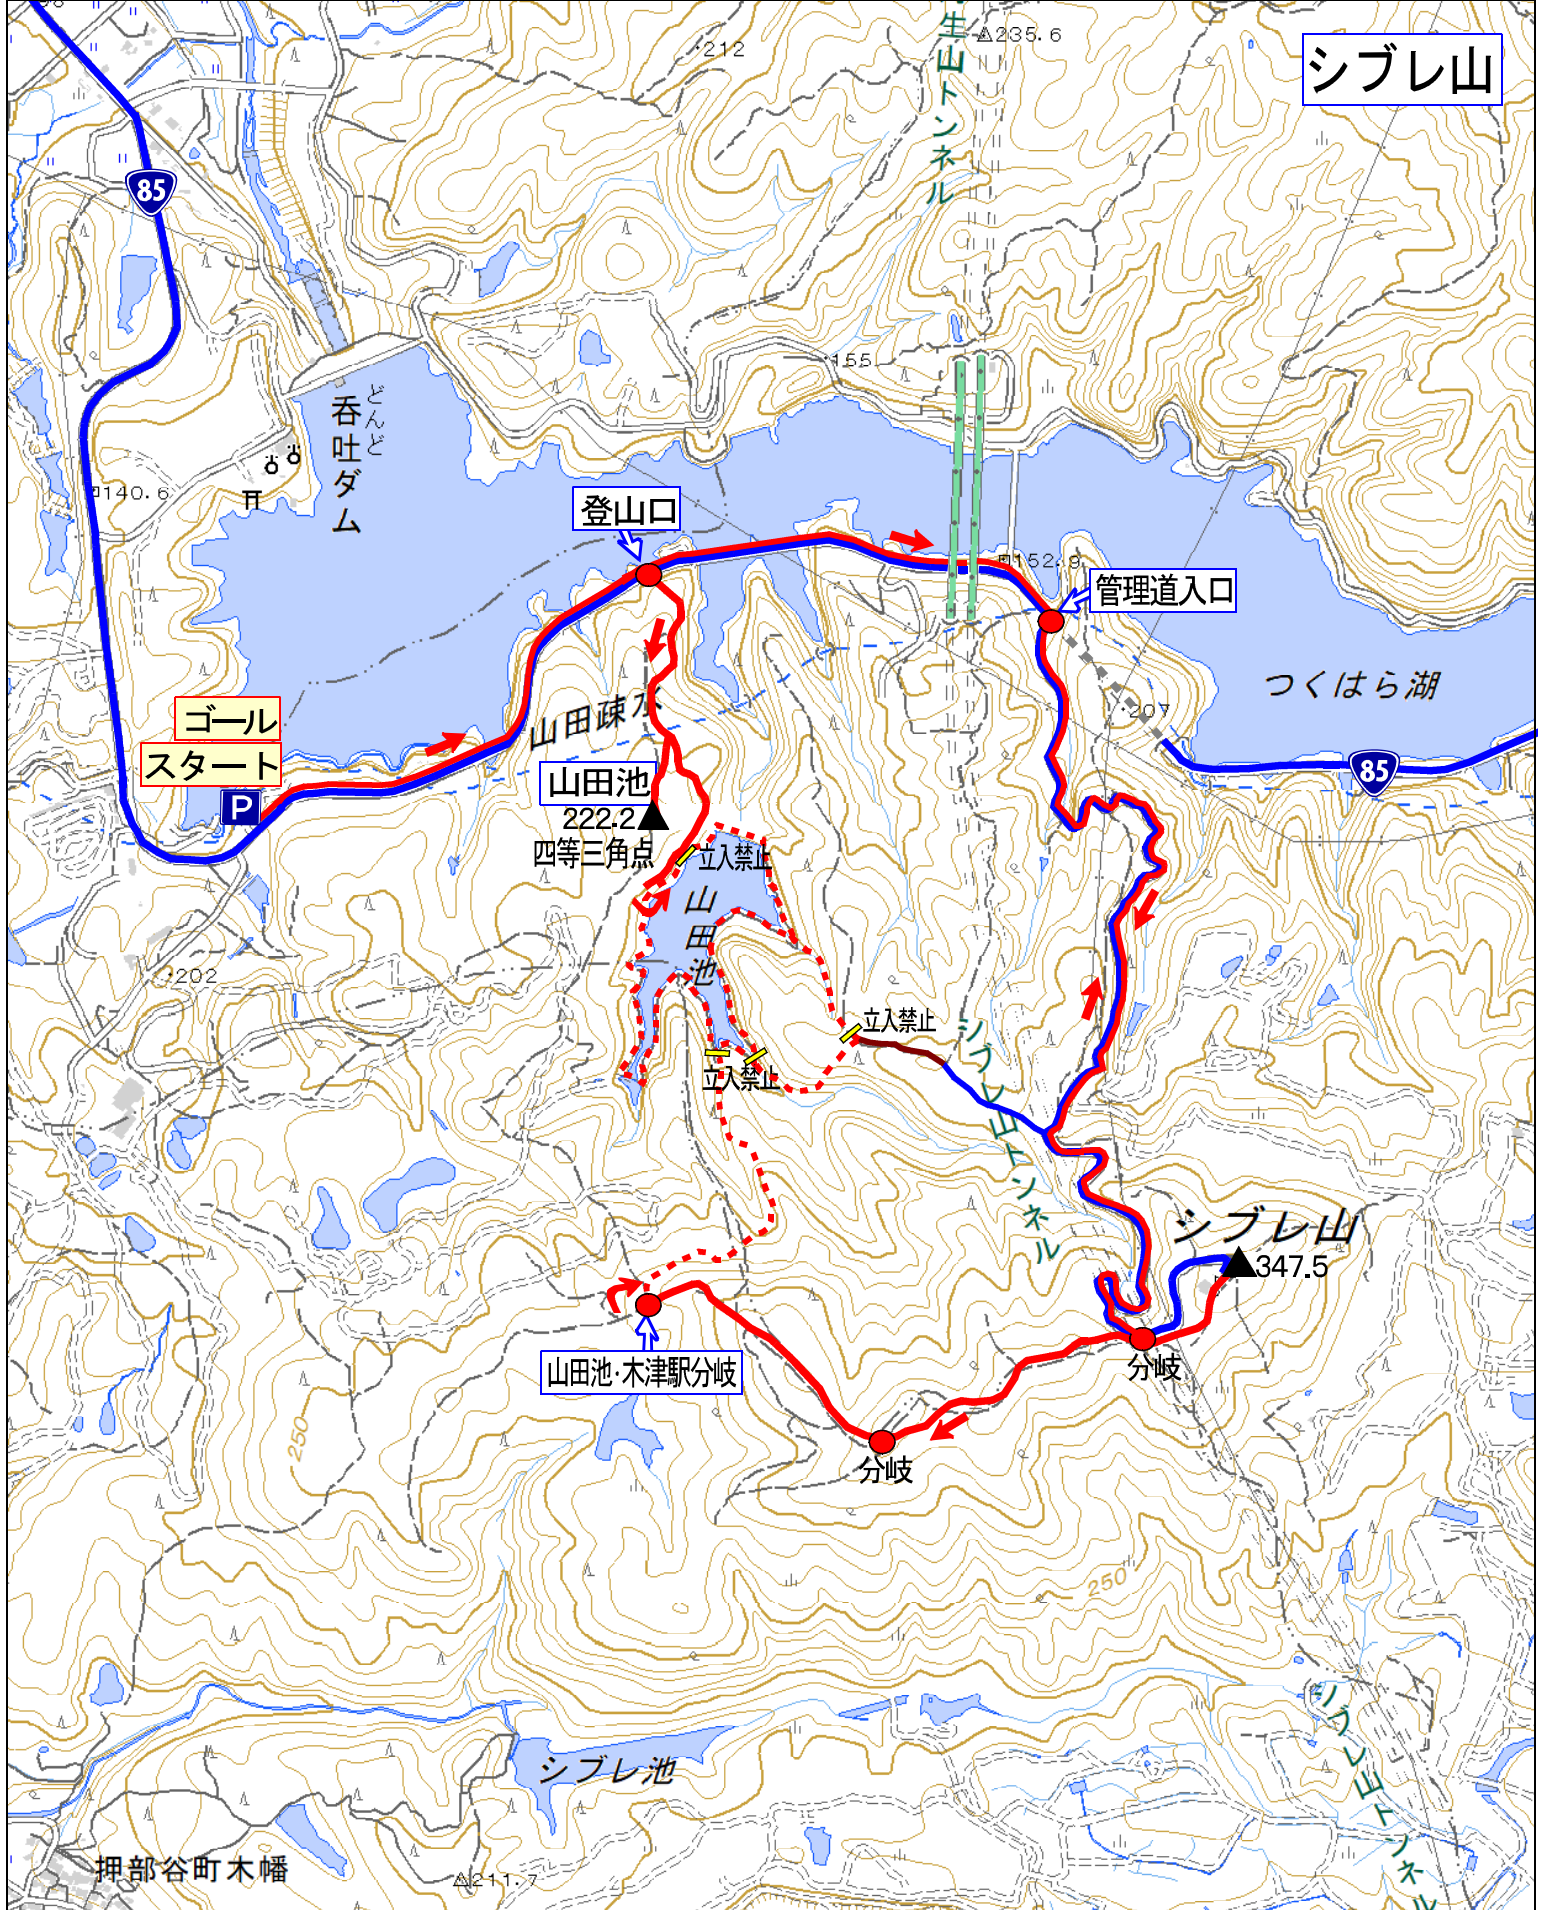 シブレ山
生山トンネル
235.6
212
85
155
どんど
呑吐ダム
140.6
登山口
152.9
管理道入口
つくはら湖
207
85
山田疎水
ゴール
スタート
P
山田池
222.2
四等三角点
立入禁止
山田池
202
立入禁止
立入禁止
シブレ山トンネル
シブレ山
347.5
山田池・木津駅分岐
分岐
分岐
250
250
シブレ池
シブレ山トンネル
押部谷町木幡
211.7